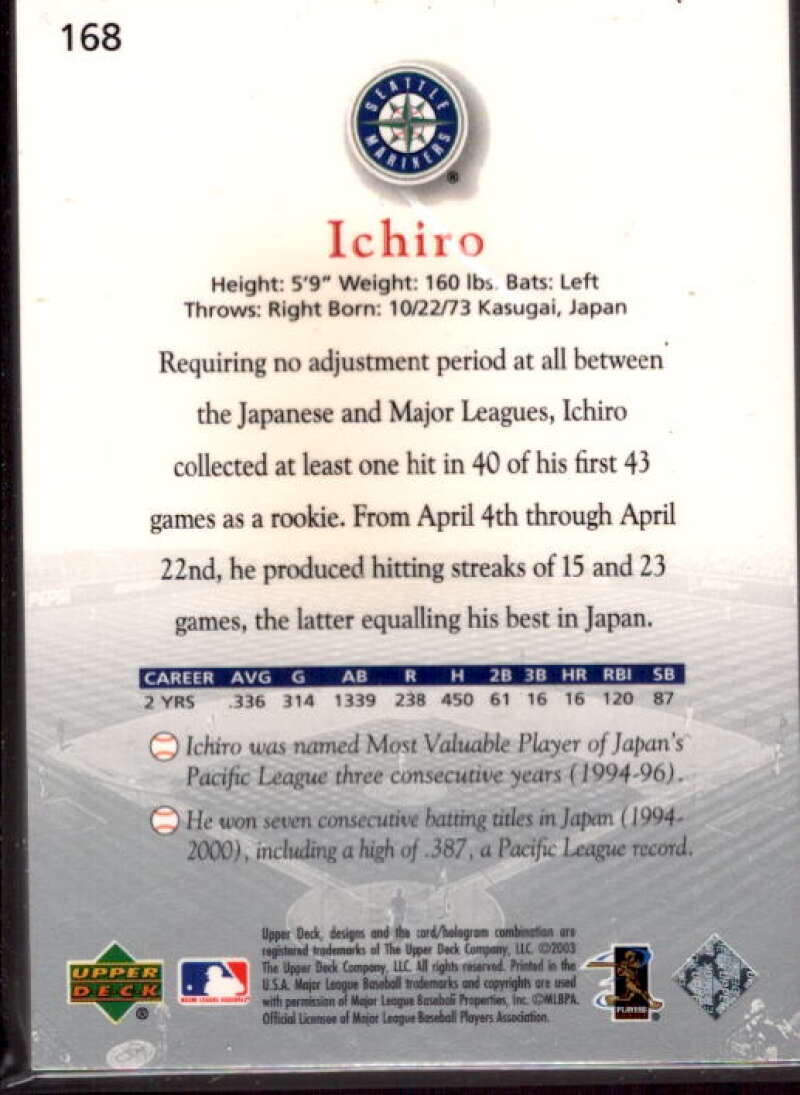 168
SEATTLE
MARINERS
®
Ichiro
Height: 5'9" Weight: 160 lbs. Bats: Left
Throws: Right Born: 10/22/73 Kasugai, Japan
Requiring no adjustment period at all between
the Japanese and Major Leagues, Ichiro
collected at least one hit in 40 of his first 43
games as a rookie. From April 4th through April
22nd, he produced hitting streaks of 15 and 23
games, the latter equalling his best in Japan.
CAREER AVG G AB R H 2B 3B HR RBI SB
2 YRS .336 314 1339 238 450 61 16 16 120 87
Ichiro was named Most Valuable Player of Japan's
Pacific League three consecutive years (1994-96).
He won seven consecutive batting titles in Japan (1994-
2000), including a high of .387, a Pacific League record.
Upper Deck, designs and the card/hologram combination are
registered trademarks of The Upper Deck Company, LLC. ©2003
The Upper Deck Company, LLC. All rights reserved. Printed in the
U.S.A. Major League Baseball trademarks and copyrights are used
with permission of Major League Baseball Properties, Inc. ©MLBPA.
Official Licensee of Major League Baseball Players Association.
UPPER
DECK
®
MAJOR LEAGUE BASEBALL
PLAYERS